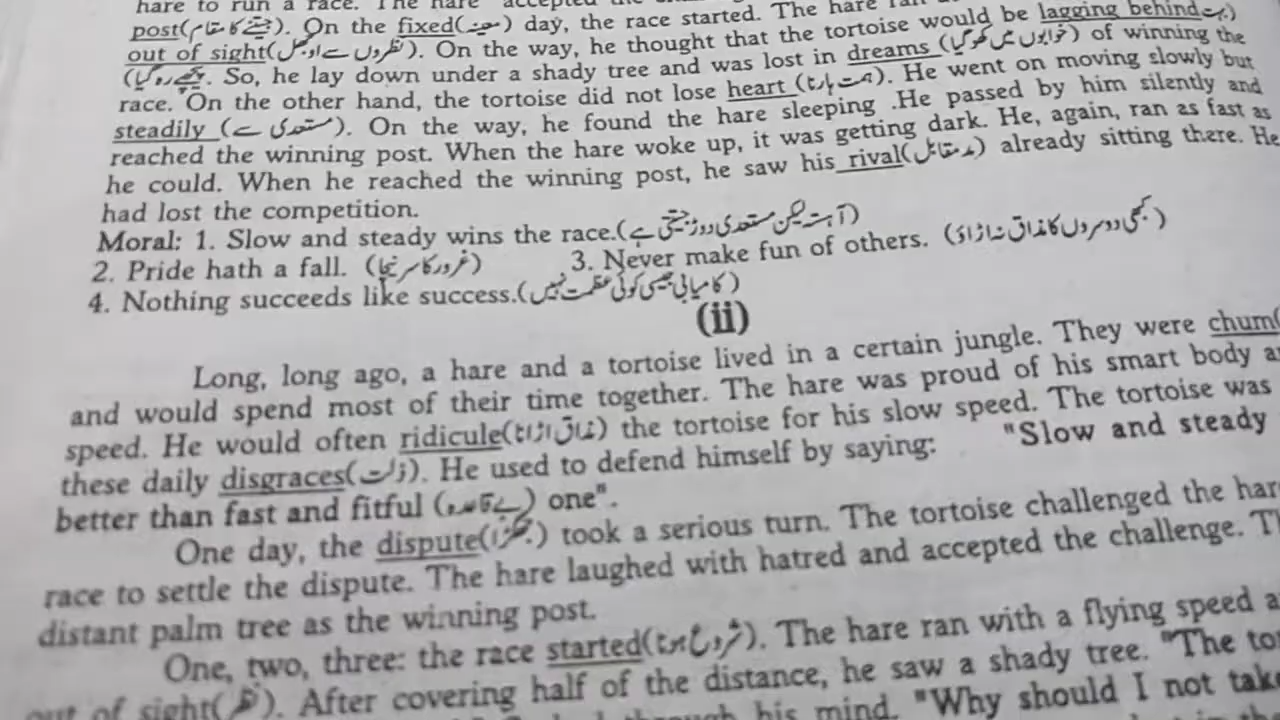 hare to run a race. The hare accepted the
post(جیتنے کا مقام). On the fixed(معینہ) day, the race started. The hare ran
out of sight(نظروں سے اوجھل). On the way, he thought that the tortoise would be lagging behind(بہت
پیچھے رہ گیا). So, he lay down under a shady tree and was lost in dreams (خوابوں میں کھو گیا) of winning the
race. On the other hand, the tortoise did not lose heart (ہمت ہارنا). He went on moving slowly but
steadily (مستعدی سے). On the way, he found the hare sleeping .He passed by him silently and
reached the winning post. When the hare woke up, it was getting dark. He, again, ran as fast as
he could. When he reached the winning post, he saw his rival(مدمقابل) already sitting there. He
had lost the competition.
Moral: 1. Slow and steady wins the race.(آہستہ لیکن مستعدی دوڑ جیتتی ہے)
2. Pride hath a fall. (غرور کا سر نیچا) 3. Never make fun of others. (کبھی دوسروں کا مذاق نہ اڑاؤ)
4. Nothing succeeds like success.(کامیابی جیسی کوئی عظمت نہیں)
(ii)
Long, long ago, a hare and a tortoise lived in a certain jungle. They were chum(
and would spend most of their time together. The hare was proud of his smart body
speed. He would often ridicule(مذاق اڑانا) the tortoise for his slow speed. The tortoise was
these daily disgraces(ذلت). He used to defend himself by saying: "Slow and steady
better than fast and fitful (بے قاعدہ) one".
One day, the dispute(جھگڑا) took a serious turn. The tortoise challenged the
race to settle the dispute. The hare laughed with hatred and accepted the challenge.
distant palm tree as the winning post.
One, two, three: the race started(شروع ہونا). The hare ran with a flying speed
out of sight(نظر). After covering half of the distance, he saw a shady tree. "The
through his mind. "Why should I not take